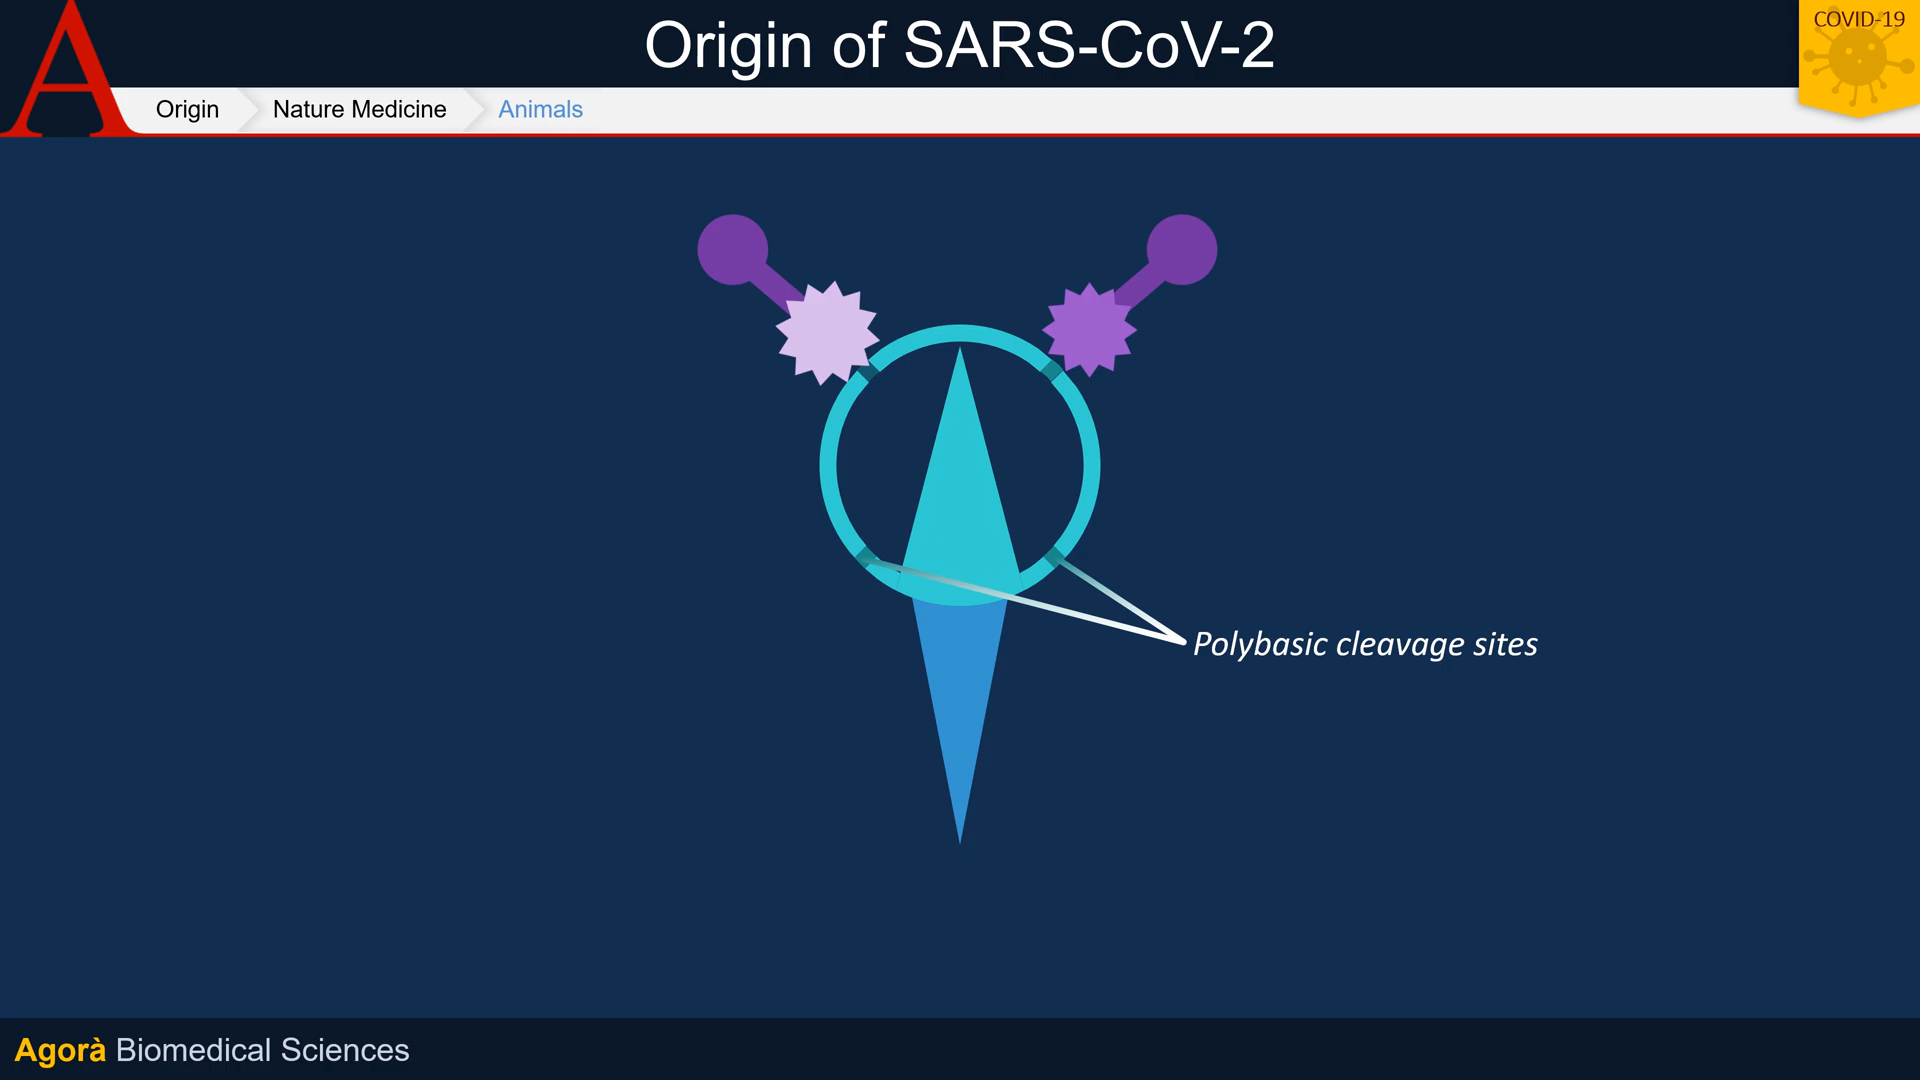 Origin of SARS-CoV-2
COVID-19
A
Origin
Nature Medicine
Animals
Polybasic cleavage sites
Agorà Biomedical Sciences